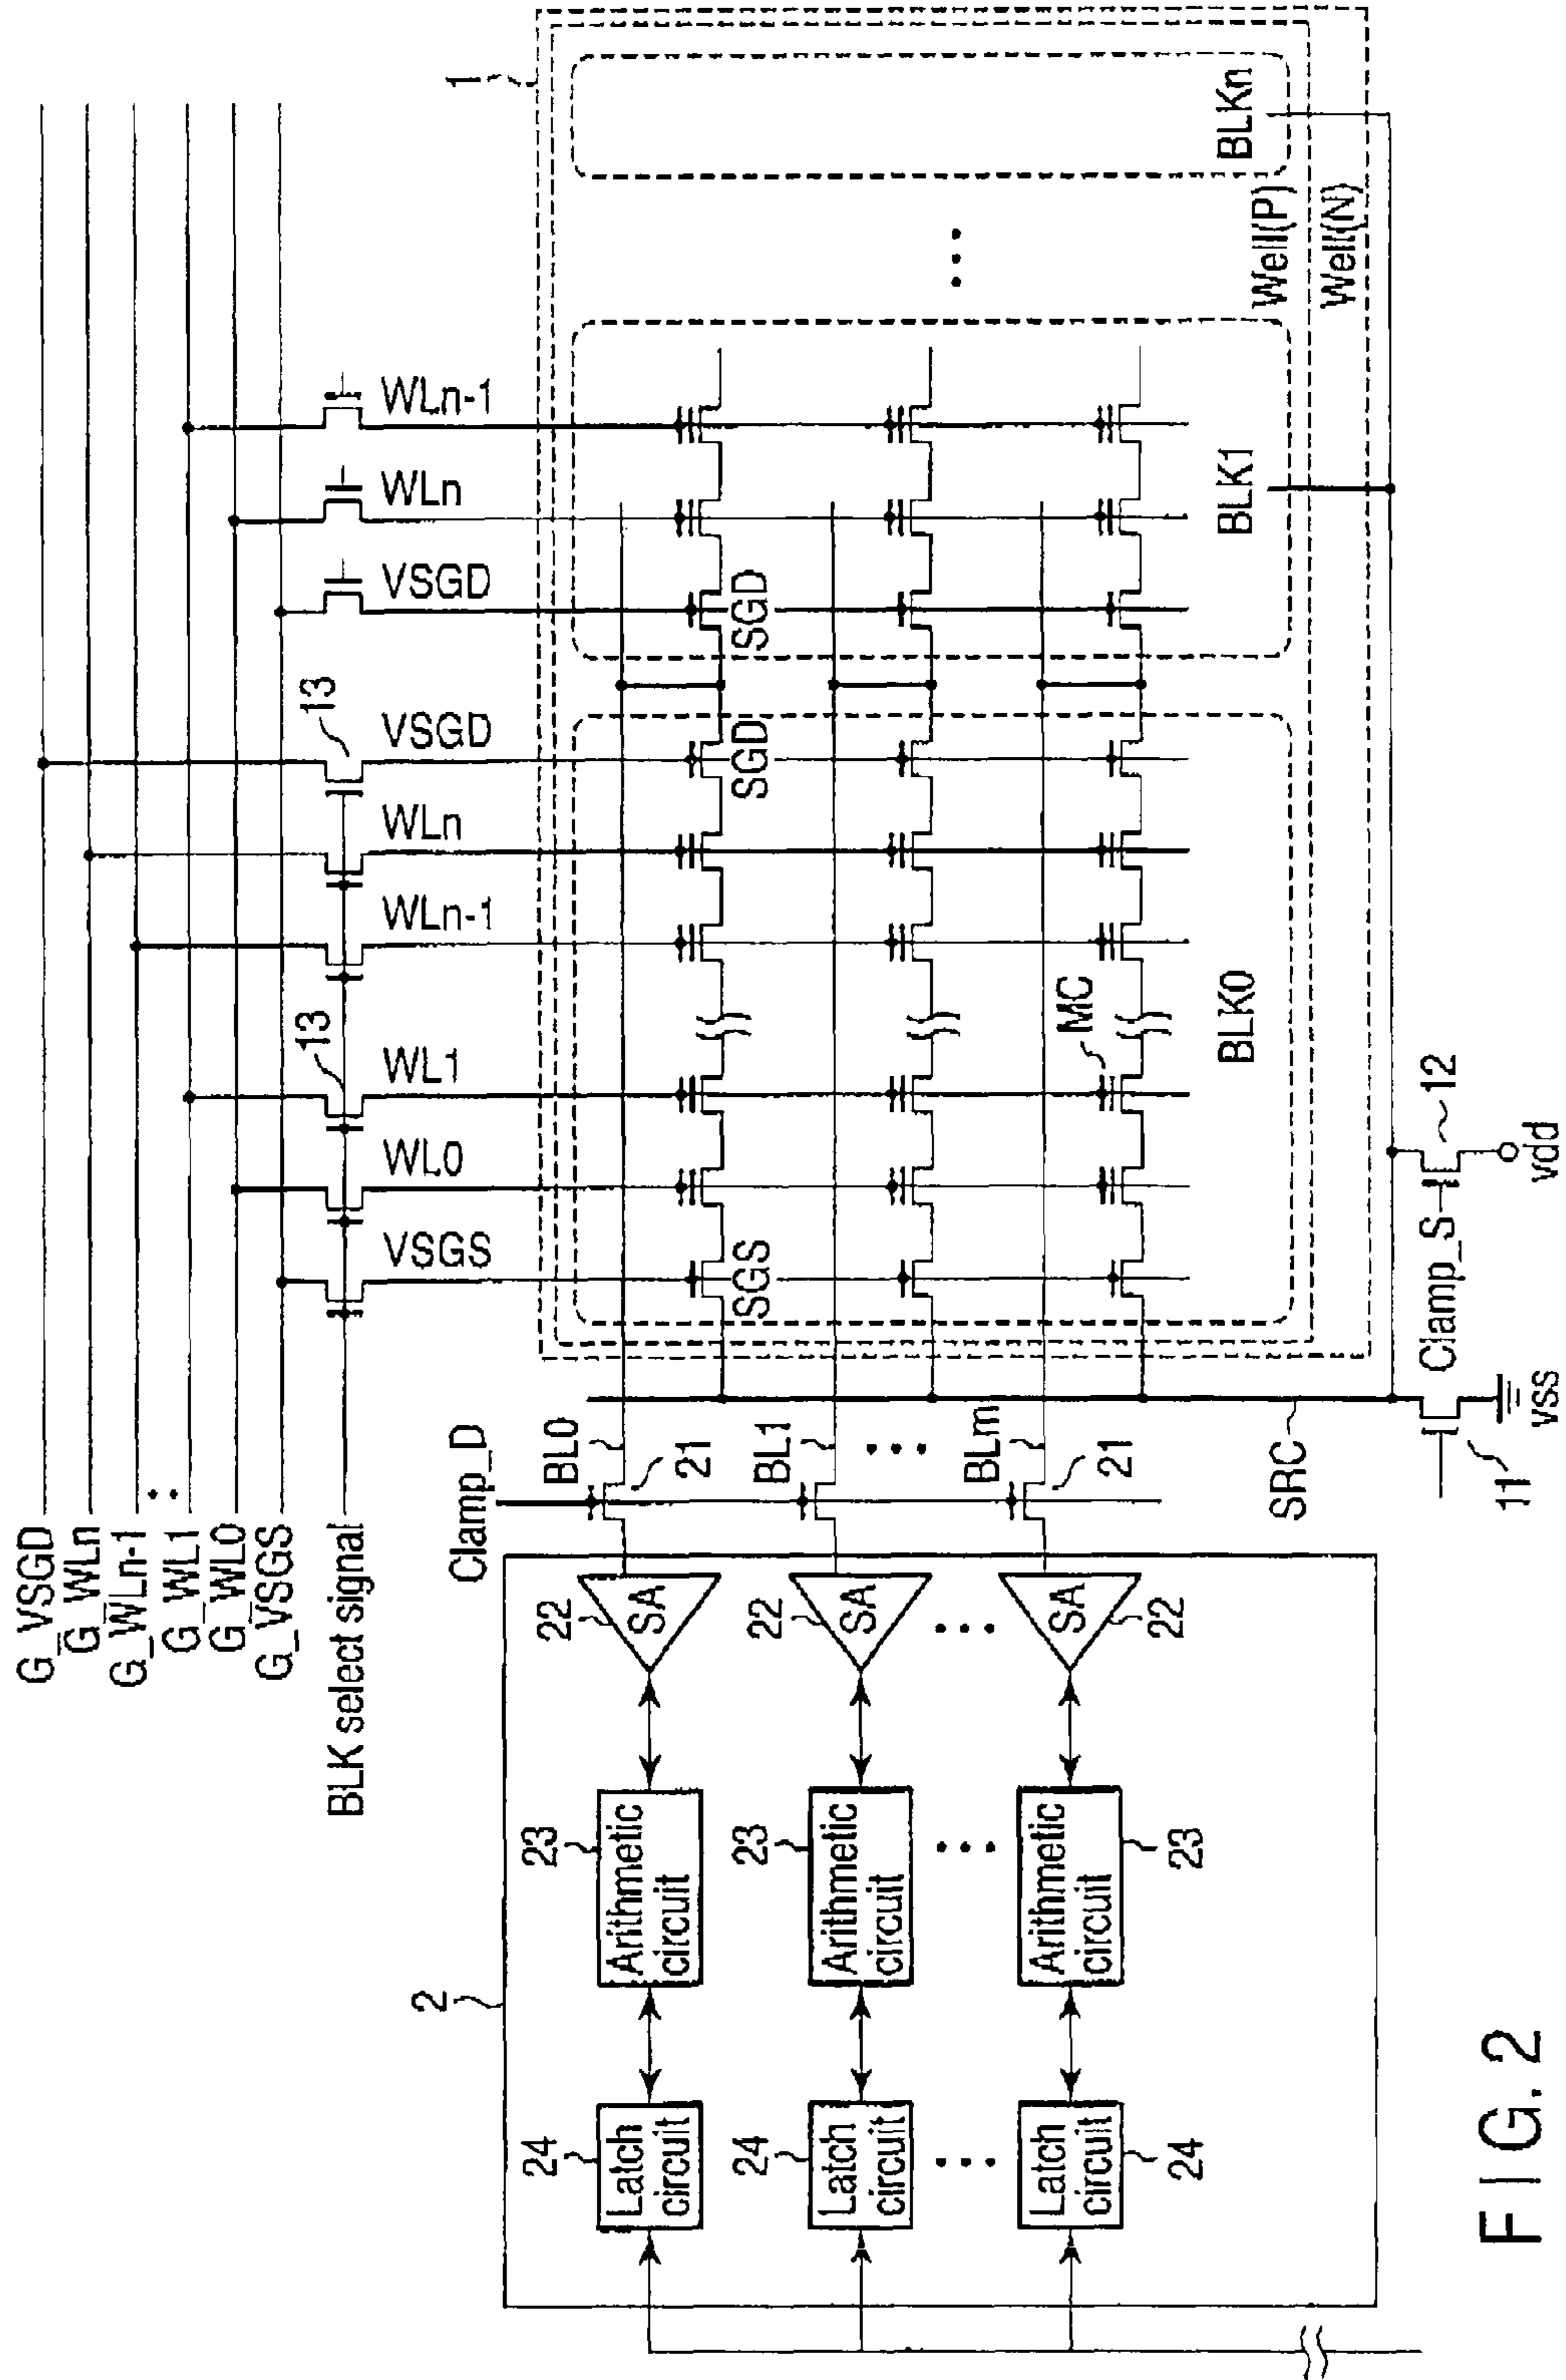 G_VSGD
G_WLn
G_WLn-1
G_WL1
G_WL0
G_VSGS
BLK select signal
13
13
VSGS
WL0
WL1
WLn-1
WLn
VSGD
VSGD
WLn
WLn-1
1
Clamp_D
BL0
21
BL1
BLm
21
SGS
SGD
SGD
MC
BLK0
BLK1
BLKn
Well(P)
Well(N)
SRC
11
VSS
Clamp_S
12
vdd
2
24
Latch
circuit
23
Arithmetic
circuit
22
SA
24
Latch
circuit
23
Arithmetic
circuit
22
SA
24
Latch
circuit
23
Arithmetic
circuit
22
SA
FIG. 2